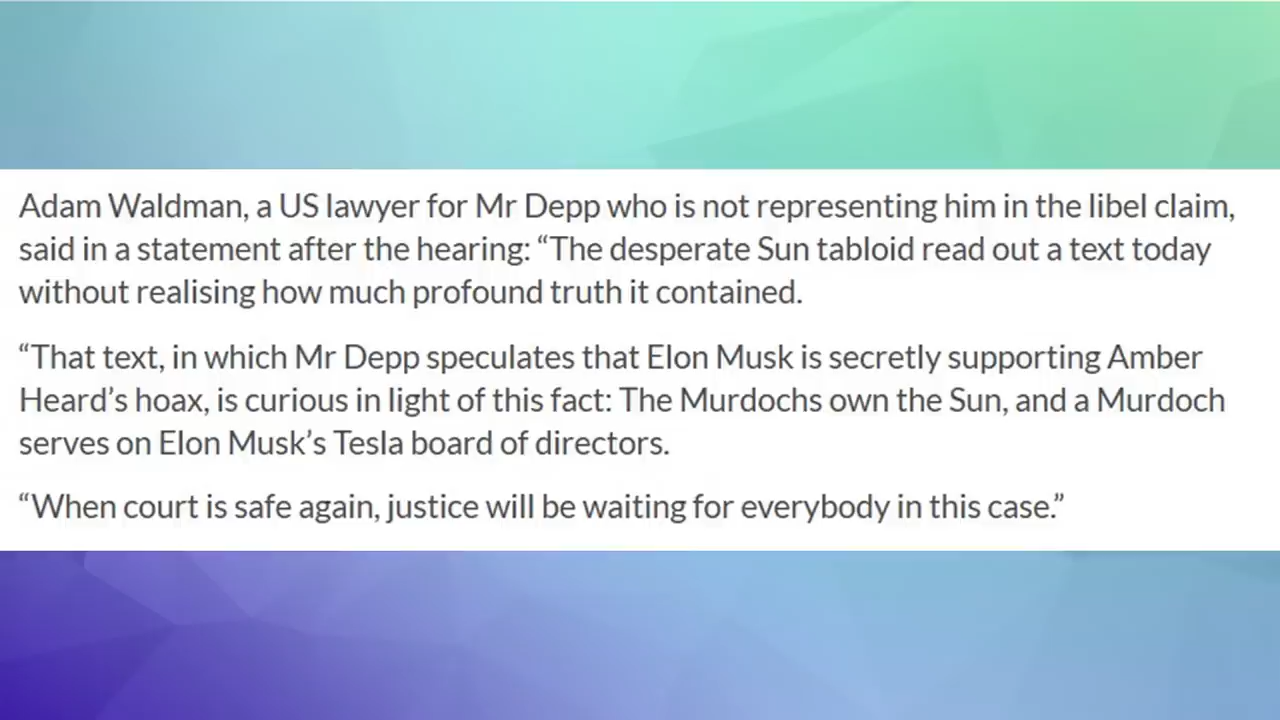 Adam Waldman, a US lawyer for Mr Depp who is not representing him in the libel claim,
said in a statement after the hearing: “The desperate Sun tabloid read out a text today
without realising how much profound truth it contained.
“That text, in which Mr Depp speculates that Elon Musk is secretly supporting Amber
Heard’s hoax, is curious in light of this fact: The Murdochs own the Sun, and a Murdoch
serves on Elon Musk’s Tesla board of directors.
“When court is safe again, justice will be waiting for everybody in this case.”